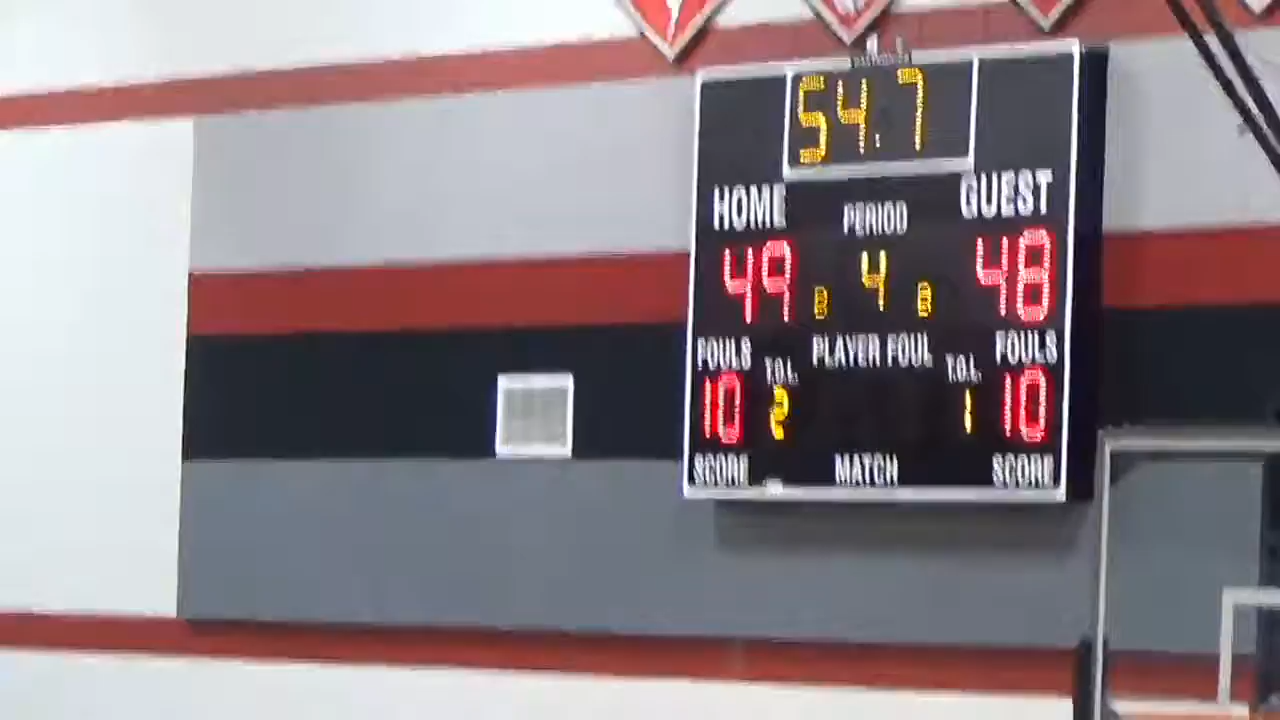 54.7
HOME PERIOD GUEST
49 B 4 B 48
FOULS T.O.L. PLAYER FOUL T.O.L. FOULS
10 2 1 10
SCORE MATCH SCORE